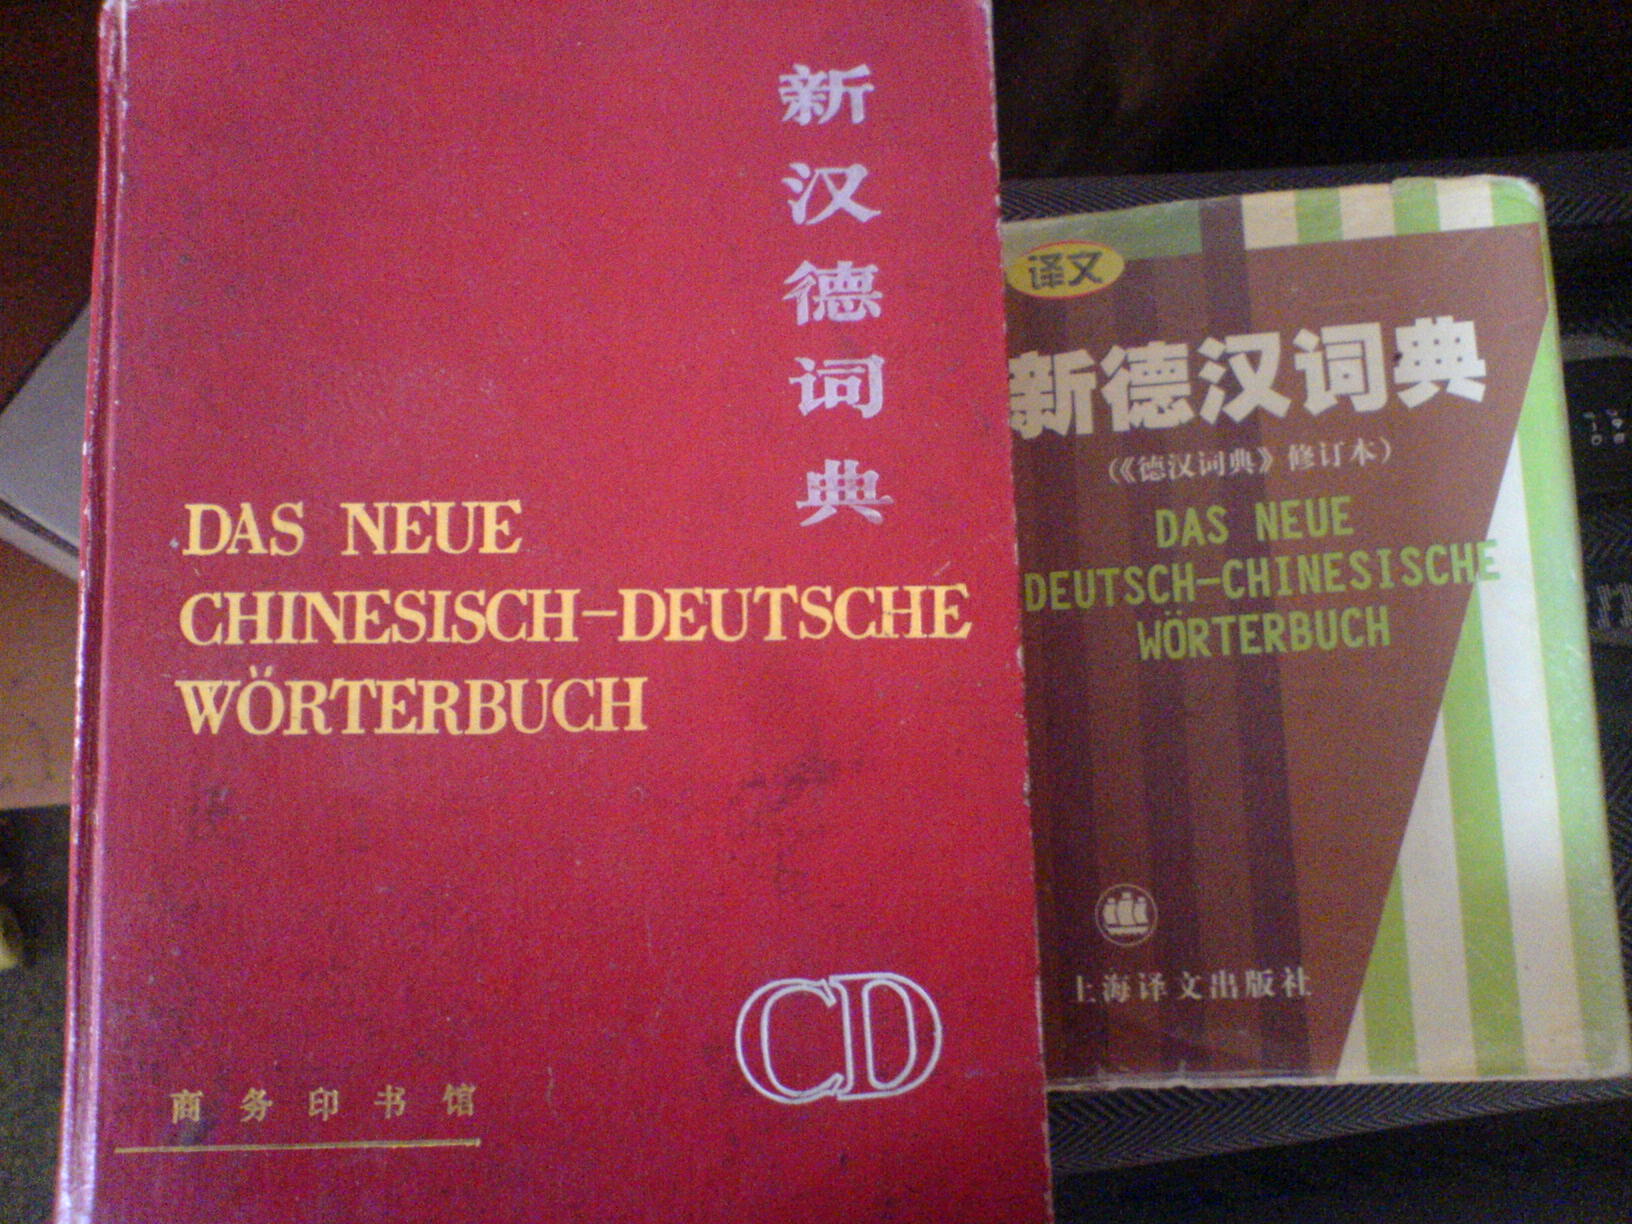 新汉德词典
DAS NEUE
CHINESISCH-DEUTSCHE
WÖRTERBUCH
CD
商务印书馆
译文
新德汉词典
(《德汉词典》修订本)
DAS NEUE
DEUTSCH-CHINESISCHE
WÖRTERBUCH
上海译文出版社